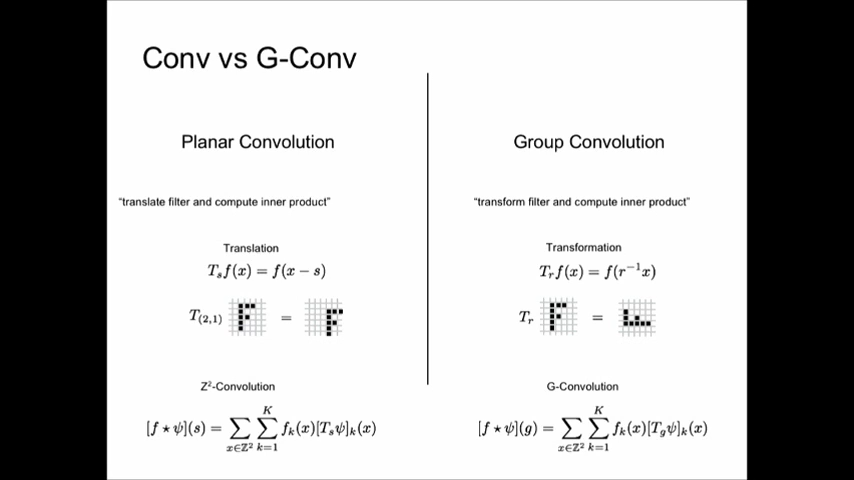 Conv vs G-Conv
Planar Convolution
"translate filter and compute inner product"
Translation
T_s f(x) = f(x − s)
T_(2,1) =
Z²-Convolution
[f ⋆ ψ](s) = ∑_{x∈ℤ²} ∑_{k=1}^{K} f_k(x)[T_s ψ]_k(x)
Group Convolution
"transform filter and compute inner product"
Transformation
T_r f(x) = f(r⁻¹x)
T_r =
G-Convolution
[f ⋆ ψ](g) = ∑_{x∈ℤ²} ∑_{k=1}^{K} f_k(x)[T_g ψ]_k(x)